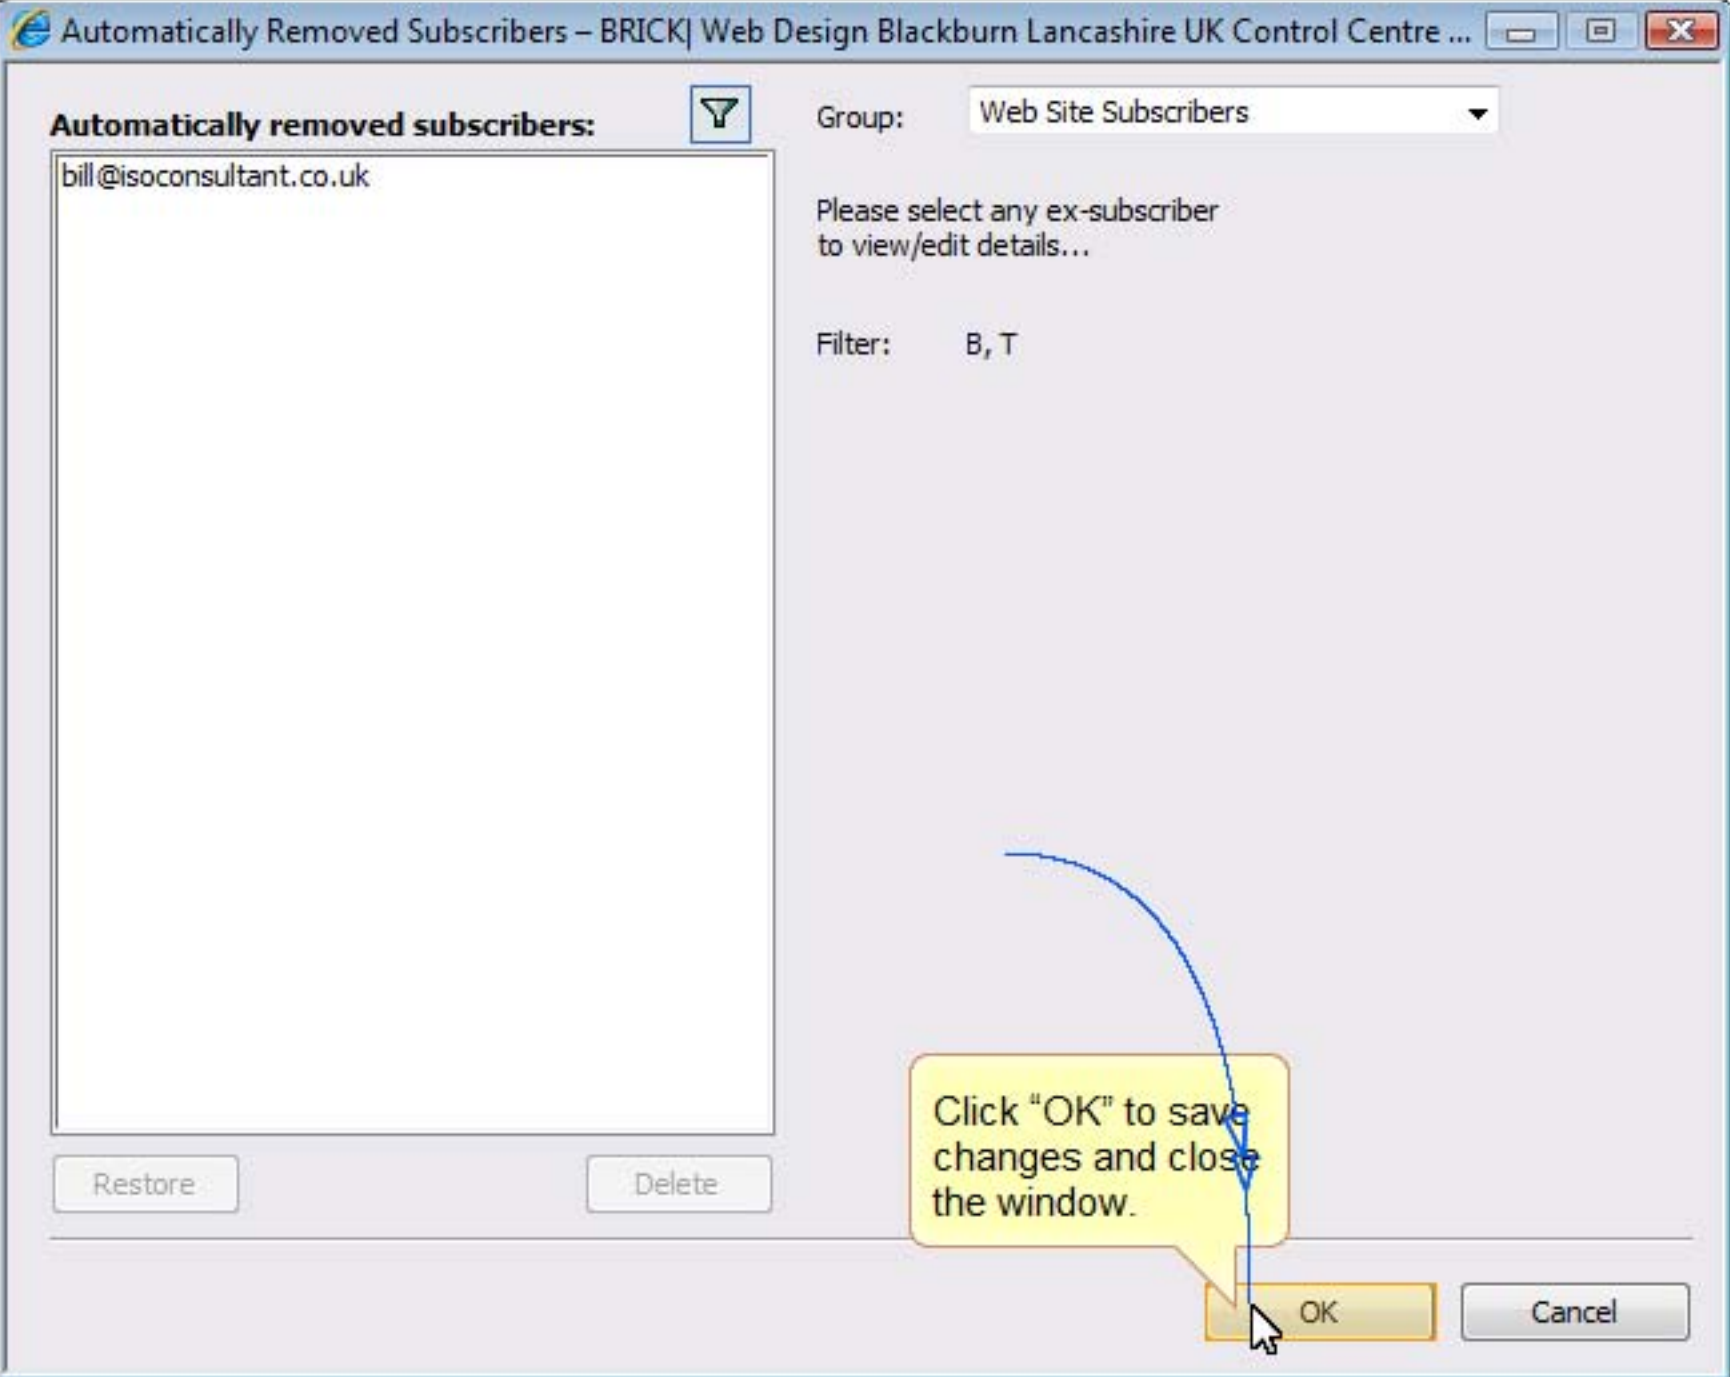 Automatically Removed Subscribers – BRICK| Web Design Blackburn Lancashire UK Control Centre ...
Automatically removed subscribers:
Group:
Web Site Subscribers
bill@isoconsultant.co.uk
Please select any ex-subscriber
to view/edit details...
Filter:
B, T
Click “OK” to save
changes and close
the window.
Restore
Delete
OK
Cancel